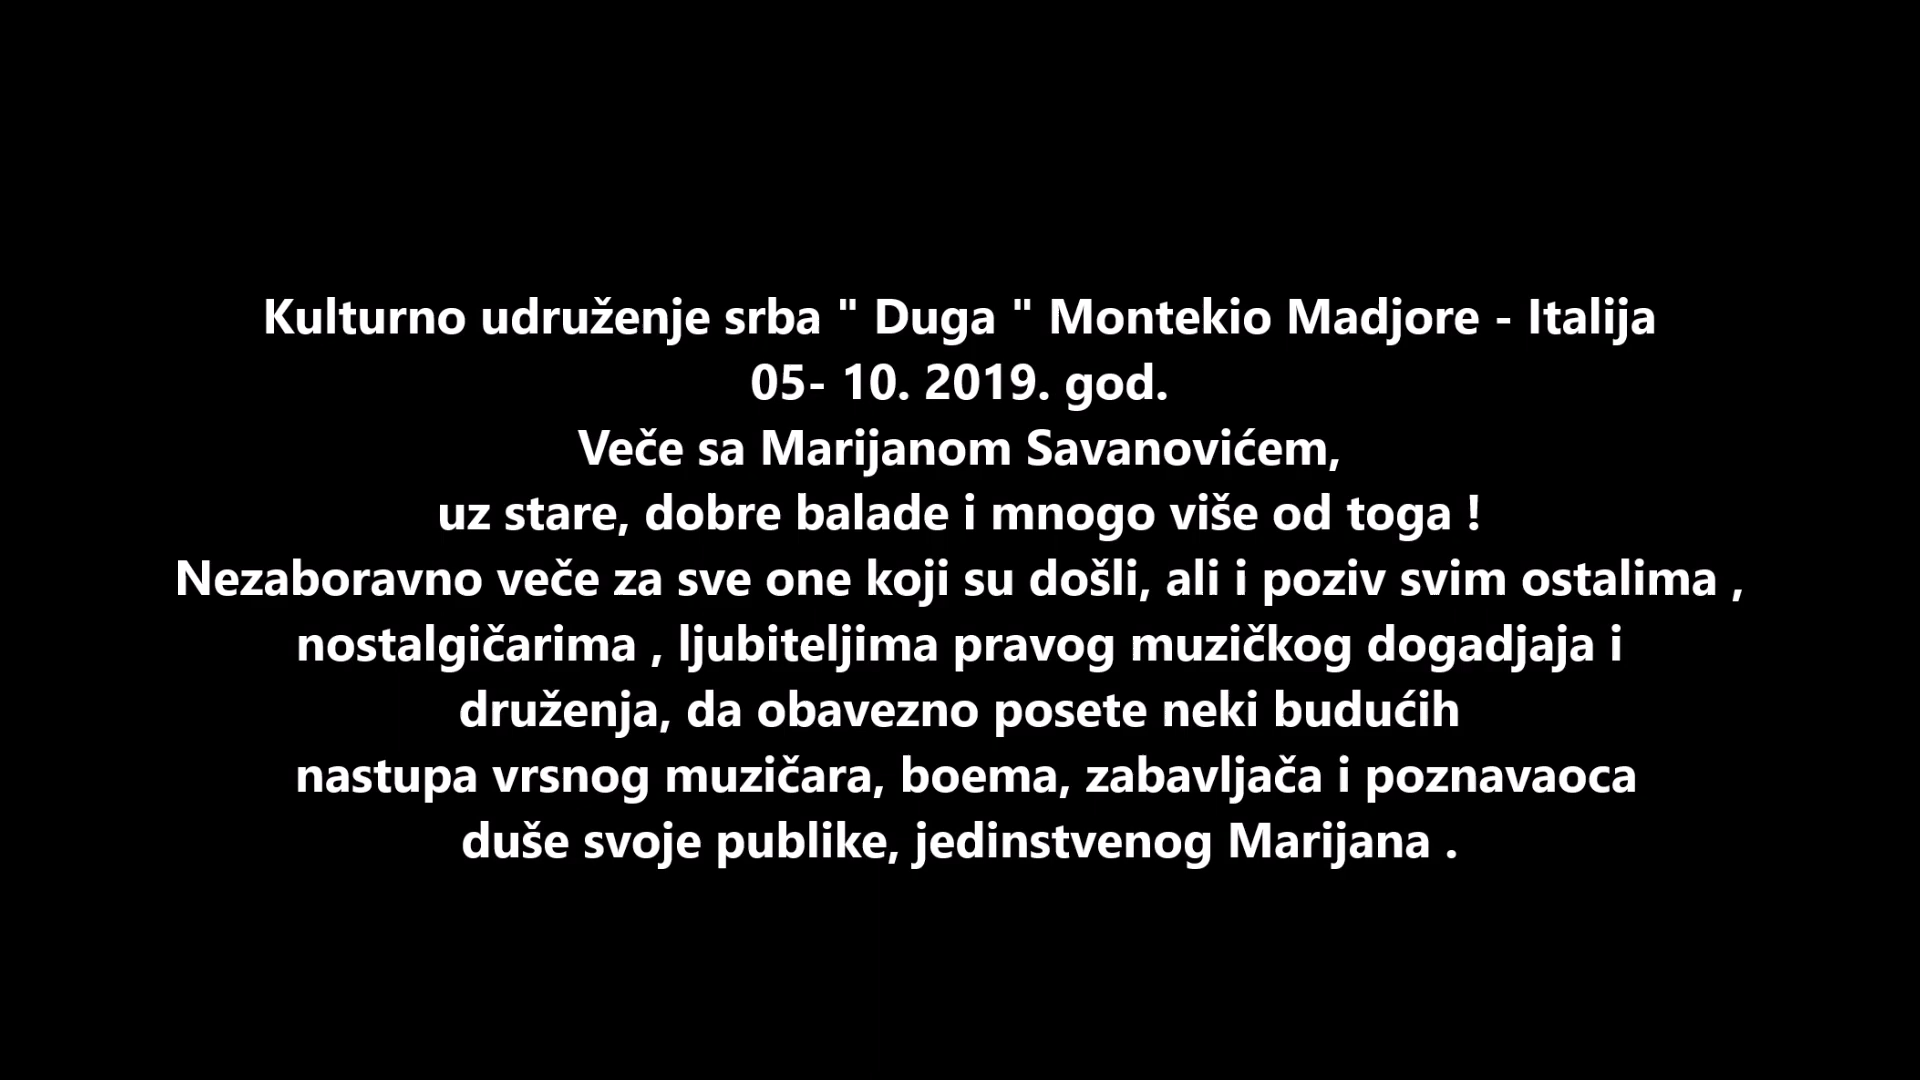 Kulturno udruženje srba " Duga " Montekio Madjore - Italija
05- 10. 2019. god.
Veče sa Marijanom Savanovićem,
uz stare, dobre balade i mnogo više od toga !
Nezaboravno veče za sve one koji su došli, ali i poziv svim ostalima ,
nostalgičarima , ljubiteljima pravog muzičkog dogadjaja i
druženja, da obavezno posete neki budućih
nastupa vrsnog muzičara, boema, zabavljača i poznavaoca
duše svoje publike, jedinstvenog Marijana .